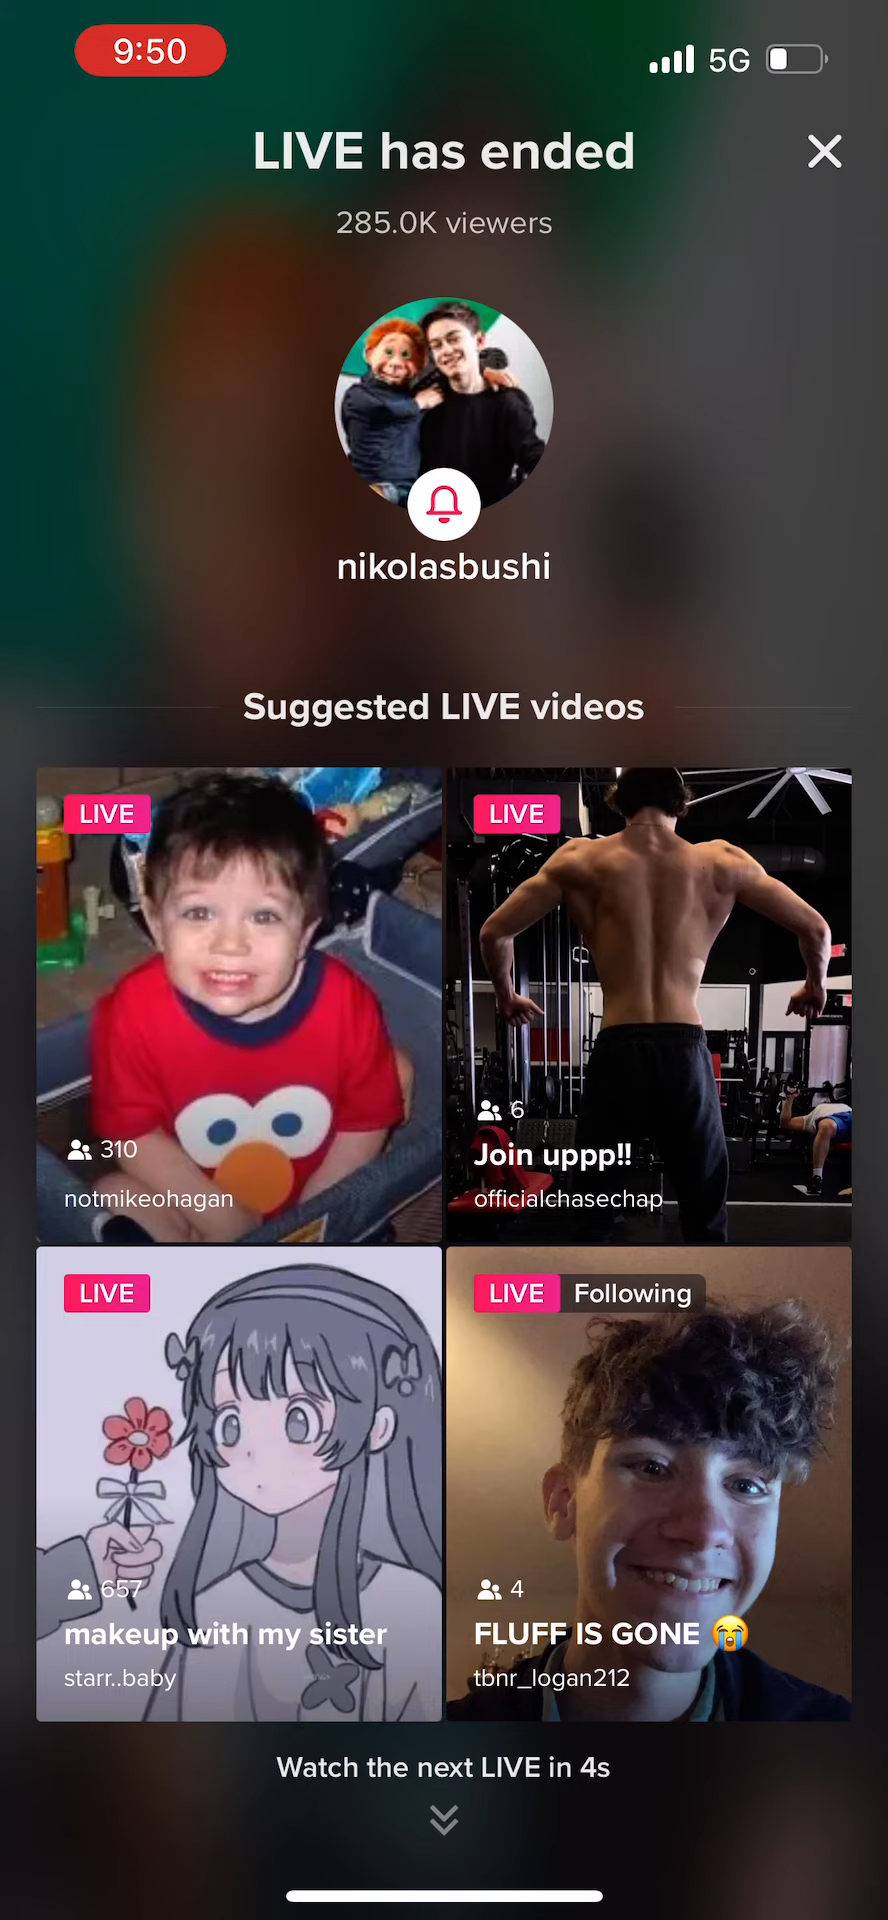 9:50
5G
LIVE has ended
285.0K viewers
nikolasbushi
Suggested LIVE videos
LIVE
310
notmikeohagan
LIVE
6
Join uppp!!
officialchasechap
LIVE
657
makeup with my sister
starr..baby
LIVE Following
4
FLUFF IS GONE 😭
tbnr_logan212
Watch the next LIVE in 4s